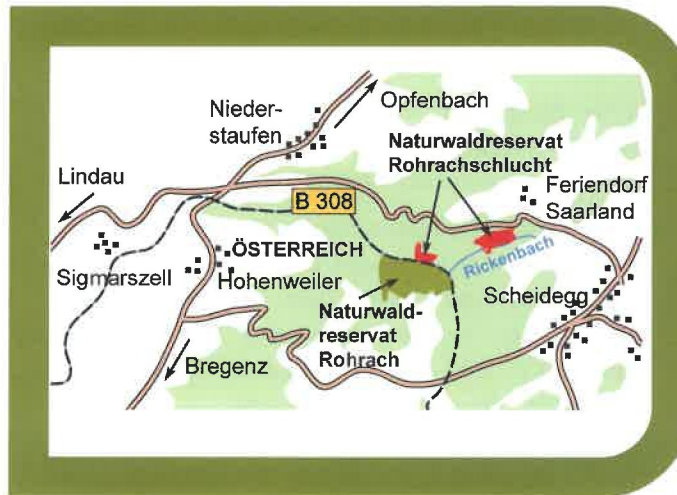 Nieder-
staufen
Opfenbach
Naturwaldreservat
Rohrachschlucht
Lindau
B 308
Feriendorf
Saarland
ÖSTERREICH
Rickenbach
Sigmarszell
Hohenweiler
Scheidegg
Naturwald-
reservat
Rohrach
Bregenz